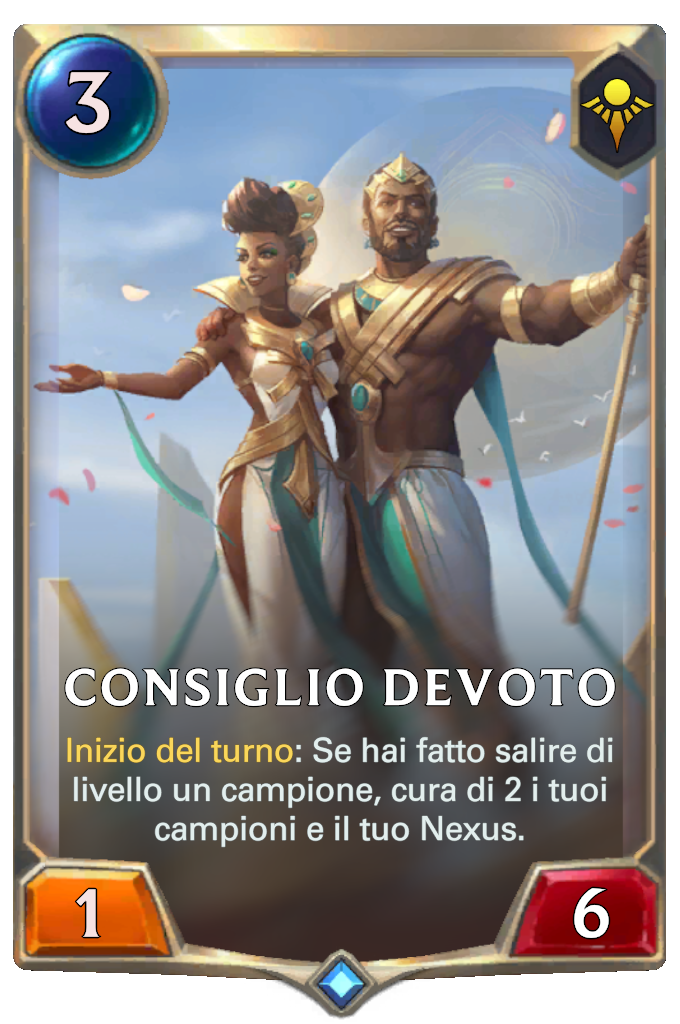 3
CONSIGLIO DEVOTO
Inizio del turno: Se hai fatto salire di
livello un campione, cura di 2 i tuoi
campioni e il tuo Nexus.
1
6